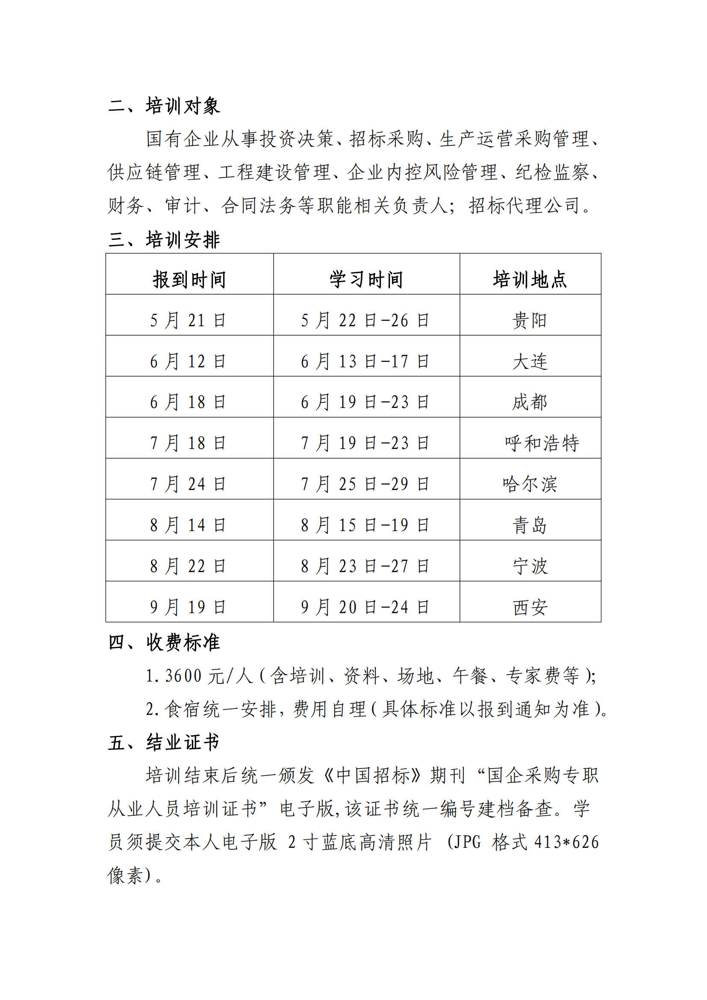 二、培训对象
国有企业从事投资决策、招标采购、生产运营采购管理、
供应链管理、工程建设管理、企业内控风险管理、纪检监察、
财务、审计、合同法务等职能相关负责人；招标代理公司。
三、培训安排
报到时间 学习时间 培训地点
5 月 21 日 5 月 22 日-26 日 贵阳
6 月 12 日 6 月 13 日-17 日 大连
6 月 18 日 6 月 19 日-23 日 成都
7 月 18 日 7 月 19 日-23 日 呼和浩特
7 月 24 日 7 月 25 日-29 日 哈尔滨
8 月 14 日 8 月 15 日-19 日 青岛
8 月 22 日 8 月 23 日-27 日 宁波
9 月 19 日 9 月 20 日-24 日 西安
四、收费标准
1. 3600 元/人（含培训、资料、场地、午餐、专家费等）；
2. 食宿统一安排，费用自理（具体标准以报到通知为准）。
五、结业证书
培训结束后统一颁发《中国招标》期刊“国企采购专职
从业人员培训证书”电子版，该证书统一编号建档备查。学
员须提交本人电子版 2 寸蓝底高清照片 (JPG 格式 413*626
像素)。